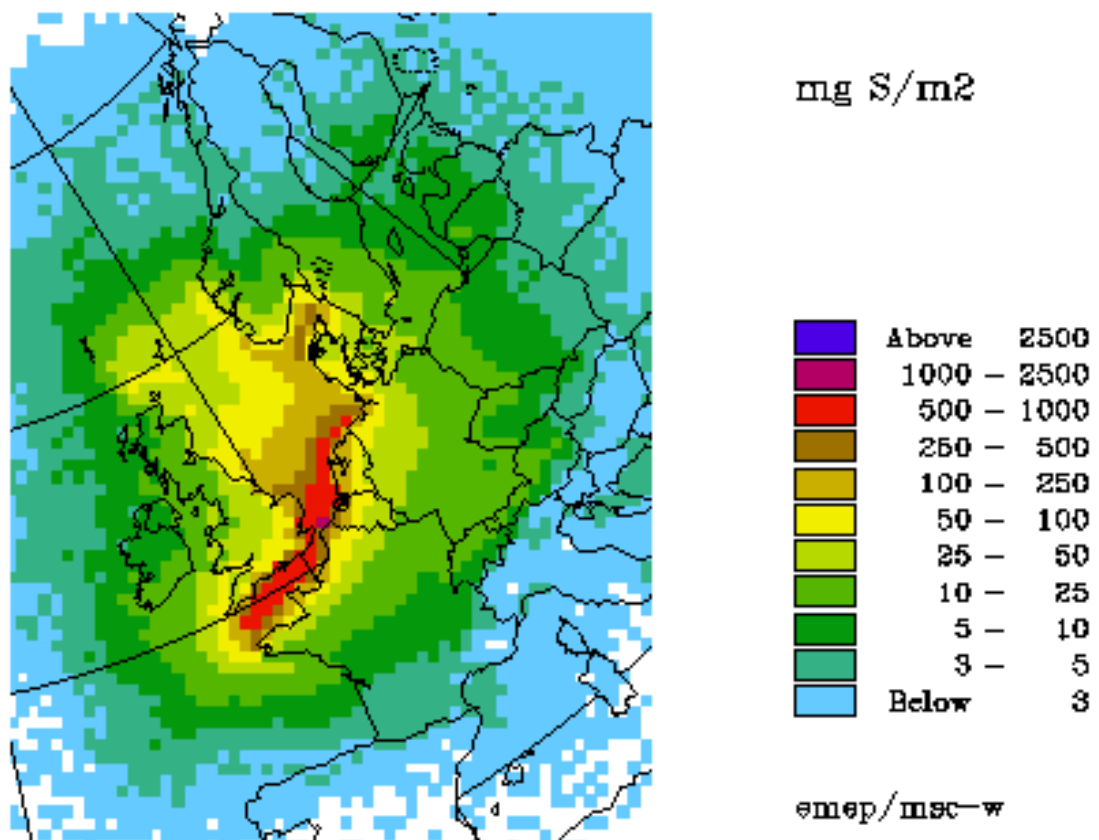 mg S/m2
Above 2500
1000 – 2500
500 – 1000
250 – 500
100 – 250
50 – 100
25 – 50
10 – 25
5 – 10
3 – 5
Below 3
emep/msc-w